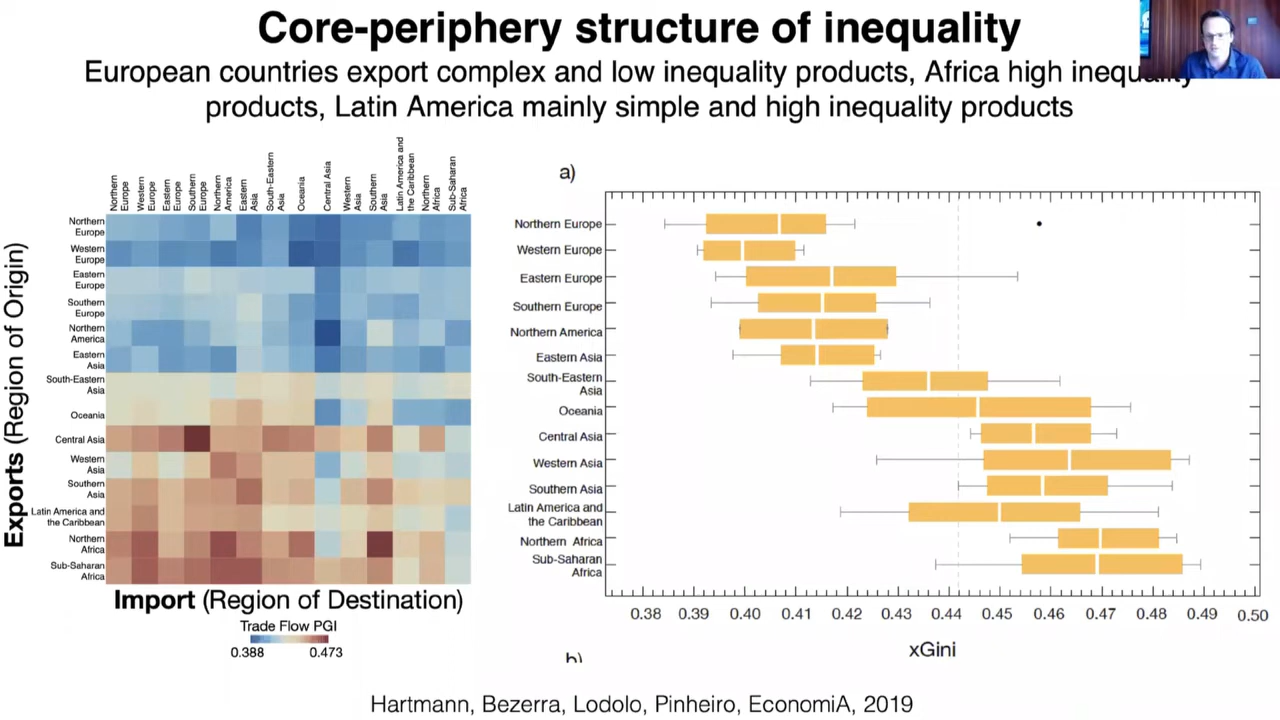 Core-periphery structure of inequality
European countries export complex and low inequality products, Africa high inequality
products, Latin America mainly simple and high inequality products
Northern
Europe
Western
Europe
Eastern
Europe
Southern
Europe
Northern
America
Eastern
Asia
South-Eastern
Asia
Oceania
Central Asia
Western
Asia
Southern
Asia
Latin America and
the Caribbean
Northern
Africa
Sub-Saharan
Africa
Exports (Region of Origin)
Northern
Europe
Western
Europe
Eastern
Europe
Southern
Europe
Northern
America
Eastern
Asia
South-Eastern
Asia
Oceania
Central Asia
Western
Asia
Southern
Asia
Latin America and
the Caribbean
Northern
Africa
Sub-Saharan
Africa
Import (Region of Destination)
Trade Flow PGI
0.388 0.473
a)
Northern Europe
Western Europe
Eastern Europe
Southern Europe
Northern America
Eastern Asia
South-Eastern
Asia
Oceania
Central Asia
Western Asia
Southern Asia
Latin America and
the Caribbean
Northern Africa
Sub-Saharan
Africa
0.38 0.39 0.40 0.41 0.42 0.43 0.44 0.45 0.46 0.47 0.48 0.49 0.50
xGini
b)
Hartmann, Bezerra, Lodolo, Pinheiro, EconomiA, 2019